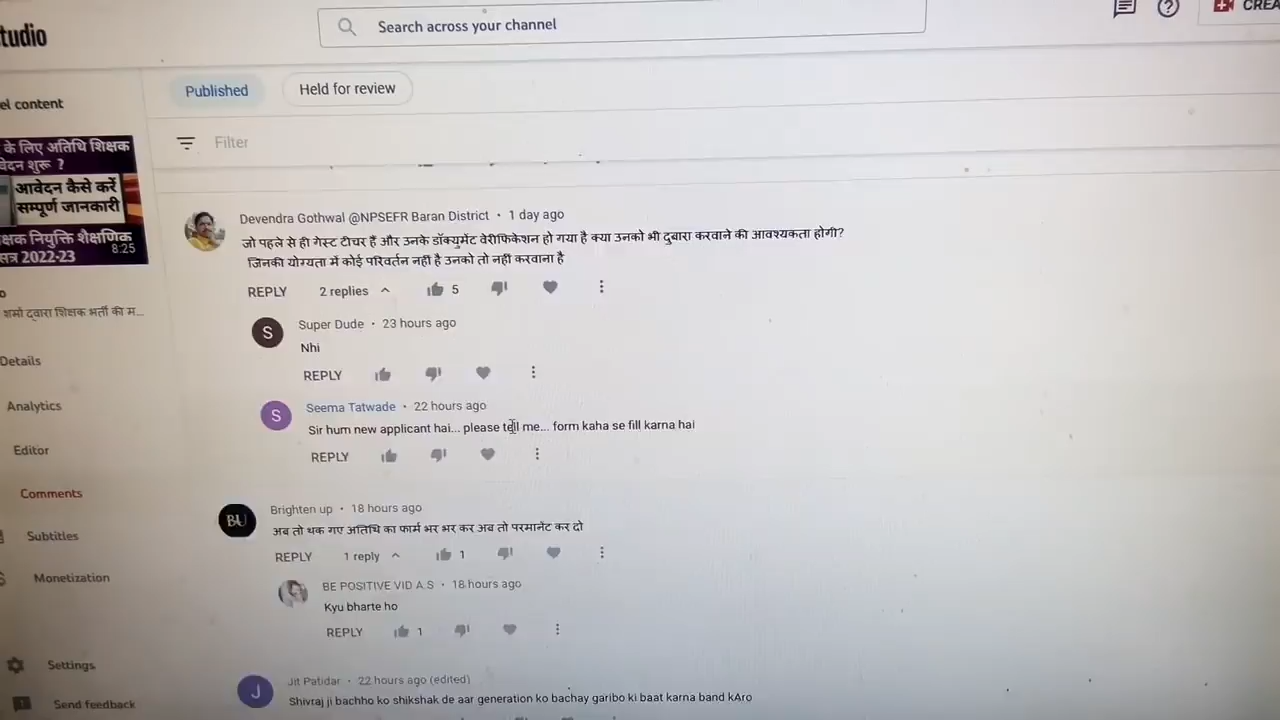 tudio
Search across your channel
CREA
Published
Held for review
el content
Filter
के लिए अतिथि शिक्षक
वेदन शुरू ?
आवेदन कैसे करें
सम्पूर्ण जानकारी
क्षक नियुक्ति शैक्षणिक
सत्र 2022-23
8:25
Devendra Gothwal @NPSEFR Baran District • 1 day ago
जो पहले से ही गेस्ट टीचर हैं और उनके डॉक्युमेंट वेरीफिकेशन हो गया है क्या उनको भी दुबारा करवाने की आवश्यकता होगी?
जिनकी योग्यता में कोई परिवर्तन नहीं है उनको तो नहीं करवाना है
REPLY 2 replies 5
शर्मा द्वारा शिक्षक भर्ती की म...
S Super Dude • 23 hours ago
Nhi
REPLY
Details
Analytics
S Seema Tatwade • 22 hours ago
Sir hum new applicant hai... please tell me... form kaha se fill karna hai
REPLY
Editor
Comments
BU Brighten up • 18 hours ago
अब तो थक गए अतिथि का फार्म भर भर कर अब तो परमानेंट कर दो
REPLY 1 reply 1
Subtitles
Monetization
BE POSITIVE VID A.S • 18 hours ago
Kyu bharte ho
REPLY 1
Settings
J Jit Patidar • 22 hours ago (edited)
Shivraj ji bachho ko shikshak de aar generation ko bachay garibo ki baat karna band kAro
Send feedback